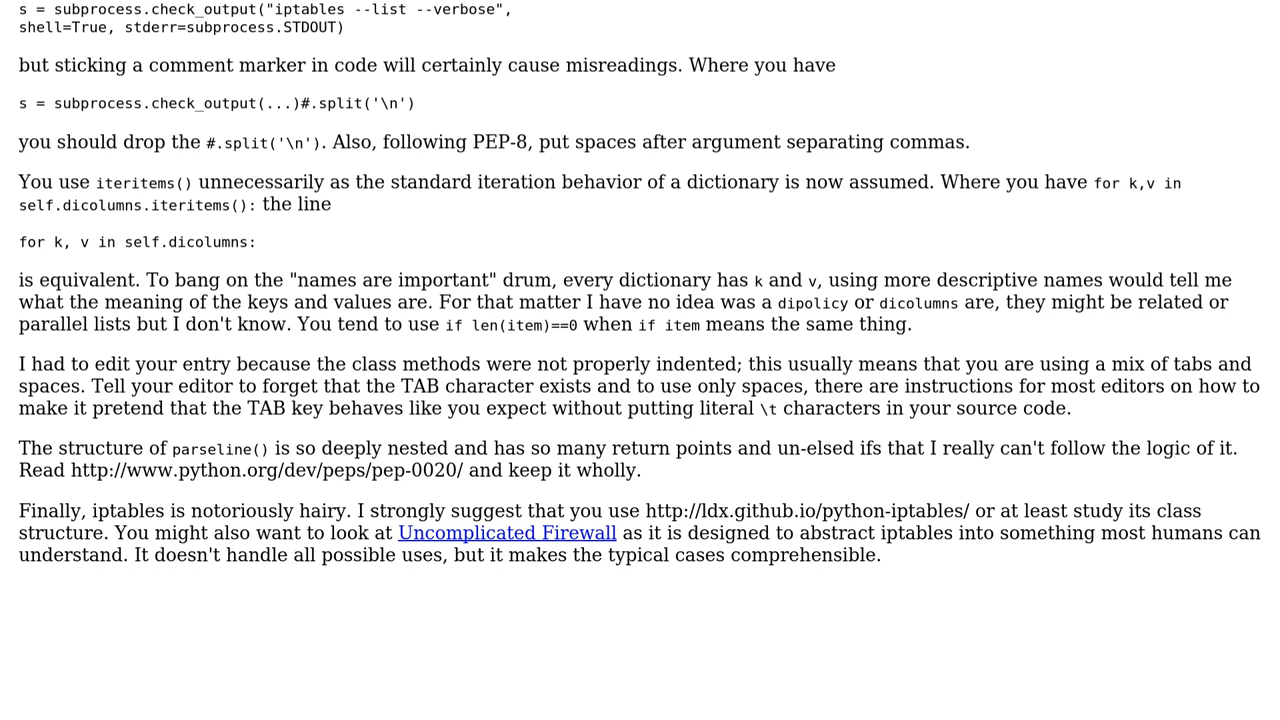 s = subprocess.check_output("iptables --list --verbose",
shell=True, stderr=subprocess.STDOUT)
but sticking a comment marker in code will certainly cause misreadings. Where you have
s = subprocess.check_output(...)#.split('\n')
you should drop the #.split('\n'). Also, following PEP-8, put spaces after argument separating commas.
You use iteritems() unnecessarily as the standard iteration behavior of a dictionary is now assumed. Where you have for k,v in
self.dicolumns.iteritems(): the line
for k, v in self.dicolumns:
is equivalent. To bang on the "names are important" drum, every dictionary has k and v, using more descriptive names would tell me
what the meaning of the keys and values are. For that matter I have no idea was a dipolicy or dicolumns are, they might be related or
parallel lists but I don't know. You tend to use if len(item)==0 when if item means the same thing.
I had to edit your entry because the class methods were not properly indented; this usually means that you are using a mix of tabs and
spaces. Tell your editor to forget that the TAB character exists and to use only spaces, there are instructions for most editors on how to
make it pretend that the TAB key behaves like you expect without putting literal \t characters in your source code.
The structure of parseline() is so deeply nested and has so many return points and un-elsed ifs that I really can't follow the logic of it.
Read http://www.python.org/dev/peps/pep-0020/ and keep it wholly.
Finally, iptables is notoriously hairy. I strongly suggest that you use http://ldx.github.io/python-iptables/ or at least study its class
structure. You might also want to look at Uncomplicated Firewall as it is designed to abstract iptables into something most humans can
understand. It doesn't handle all possible uses, but it makes the typical cases comprehensible.